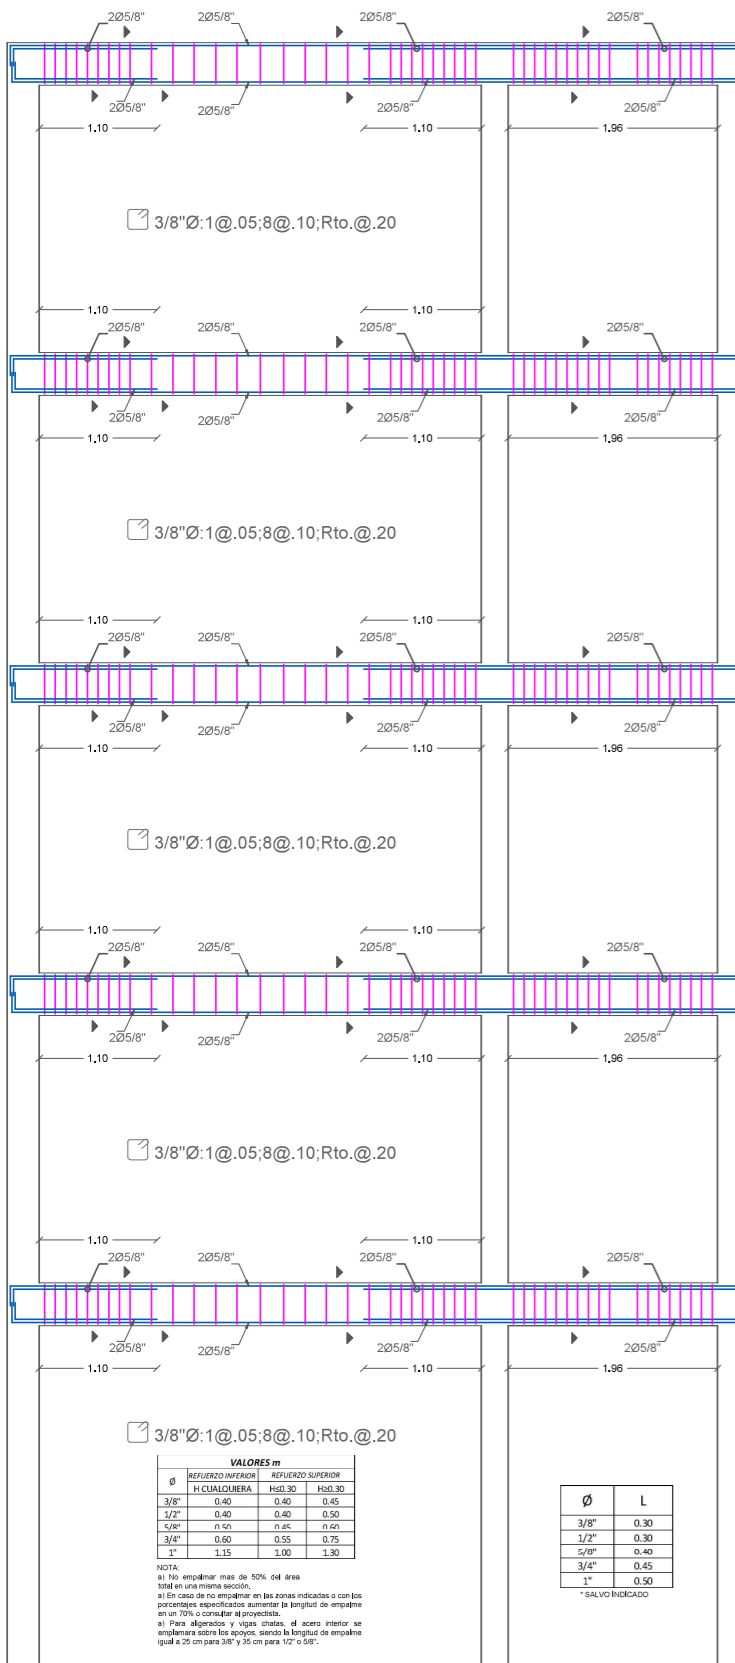 2Ø5/8" 2Ø5/8" 2Ø5/8" 2Ø5/8"
2Ø5/8" 2Ø5/8" 2Ø5/8" 2Ø5/8"
1.10 1.10 1.96
3/8"Ø:1@.05;8@.10;Rto.@.20
1.10 1.10
2Ø5/8" 2Ø5/8" 2Ø5/8" 2Ø5/8"
2Ø5/8" 2Ø5/8" 2Ø5/8" 2Ø5/8"
1.10 1.10 1.96
3/8"Ø:1@.05;8@.10;Rto.@.20
1.10 1.10
2Ø5/8" 2Ø5/8" 2Ø5/8" 2Ø5/8"
2Ø5/8" 2Ø5/8" 2Ø5/8" 2Ø5/8"
1.10 1.10 1.96
3/8"Ø:1@.05;8@.10;Rto.@.20
1.10 1.10
2Ø5/8" 2Ø5/8" 2Ø5/8" 2Ø5/8"
2Ø5/8" 2Ø5/8" 2Ø5/8" 2Ø5/8"
1.10 1.10 1.96
3/8"Ø:1@.05;8@.10;Rto.@.20
1.10 1.10
2Ø5/8" 2Ø5/8" 2Ø5/8" 2Ø5/8"
2Ø5/8" 2Ø5/8" 2Ø5/8" 2Ø5/8"
1.10 1.10 1.96
3/8"Ø:1@.05;8@.10;Rto.@.20
VALORES m
Ø REFUERZO INFERIOR REFUERZO SUPERIOR
H CUALQUIERA H≤0.30 H≥0.30
3/8" 0.40 0.40 0.45
1/2" 0.40 0.40 0.50
5/8" 0.50 0.45 0.60
3/4" 0.60 0.55 0.75
1" 1.15 1.00 1.30
NOTA:
a) No empalmar mas de 50% del área
total en una misma sección.
a) En caso de no empalmar en las zonas indicadas o con los
porcentajes especificados aumentar la longitud de empalme
en un 70% o consultar al proyectista.
a) Para aligerados y vigas chatas, el acero interior se
emplamara sobre los apoyos, siendo la longitud de empalme
igual a 25 cm para 3/8" y 35 cm para 1/2" o 5/8".
Ø L
3/8" 0.30
1/2" 0.30
5/8" 0.40
3/4" 0.45
1" 0.50
* SALVO INDICADO